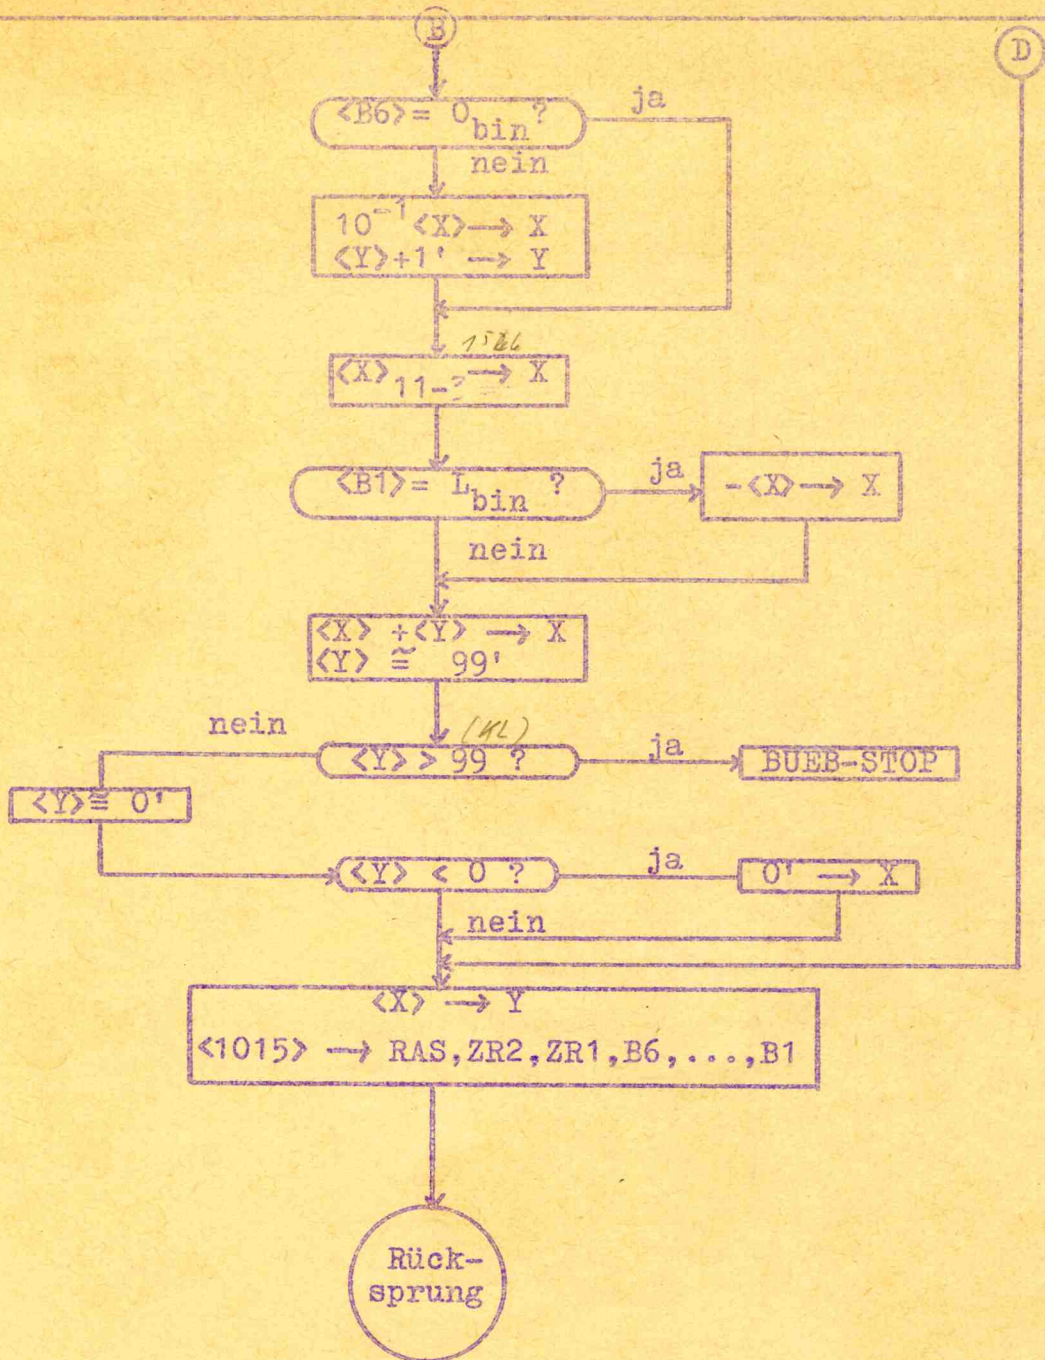 B
D
<B6>= 0bin?
ja
nein
10⁻¹<X>→ X
<Y>+1' → Y
<X>11- → X
<B1>= Lbin ?
ja
-<X>→ X
nein
<X> +<Y> → X
<Y> ≅ 99'
nein
<Y> > 99 ?
ja
BUEB-STOP
<Y>≅ 0'
<Y> < 0 ?
ja
0' → X
nein
<X> → Y
<1015> → RAS,ZR2,ZR1,B6,...,B1
Rück-
sprung